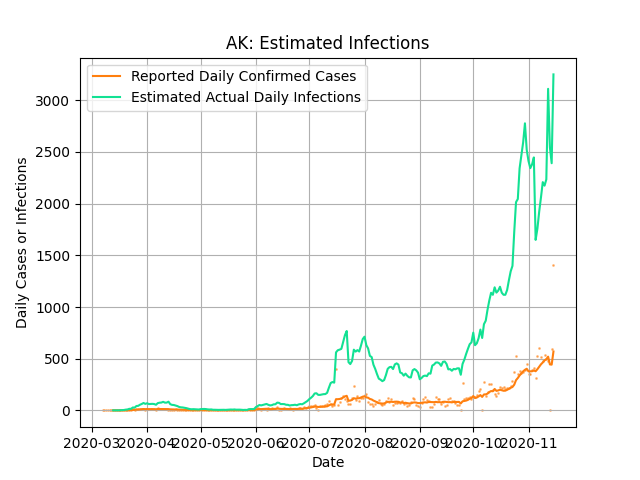 AK: Estimated Infections
Reported Daily Confirmed Cases
Estimated Actual Daily Infections
Daily Cases or Infections
3000
2500
2000
1500
1000
500
0
2020-03 2020-04 2020-05 2020-06 2020-07 2020-08 2020-09 2020-10 2020-11
Date